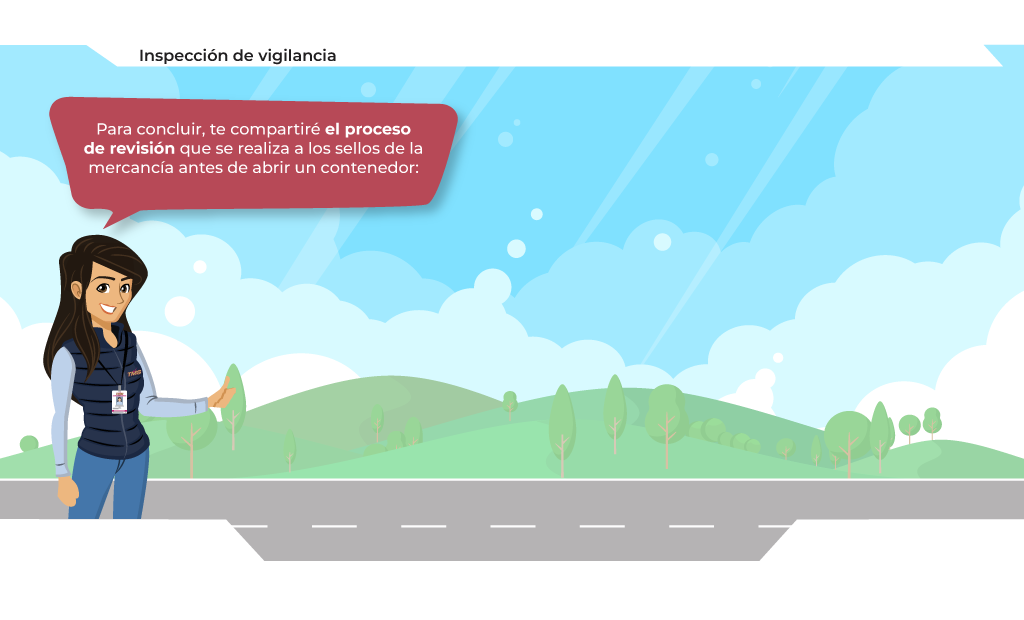 Inspección de vigilancia
Para concluir, te compartiré el proceso
de revisión que se realiza a los sellos de la
mercancía antes de abrir un contenedor: